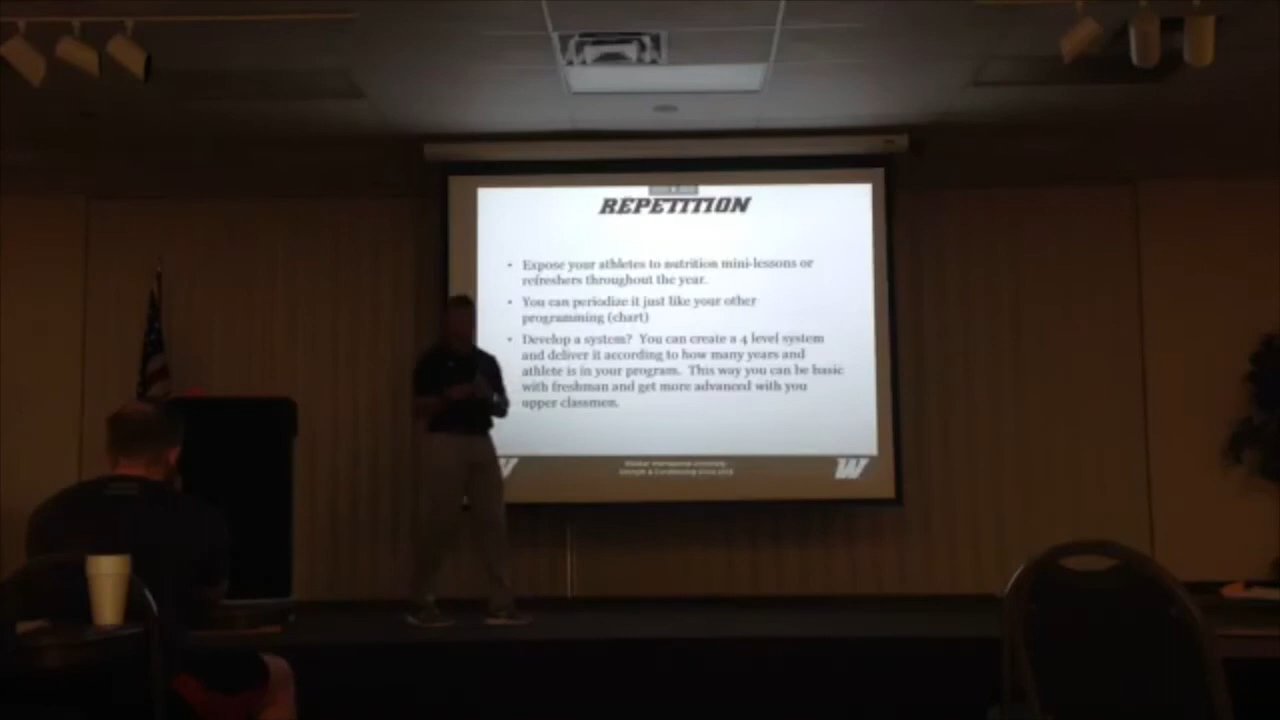 REPETITION
• Expose your athletes to nutrition mini-lessons or
refreshers throughout the year.
• You can periodize it just like your other
programming (chart)
• Develop a system? You can create a 4 level system
and deliver it according to how many years and
athlete is in your program. This way you can be basic
with freshman and get more advanced with you
upper classmen.
W